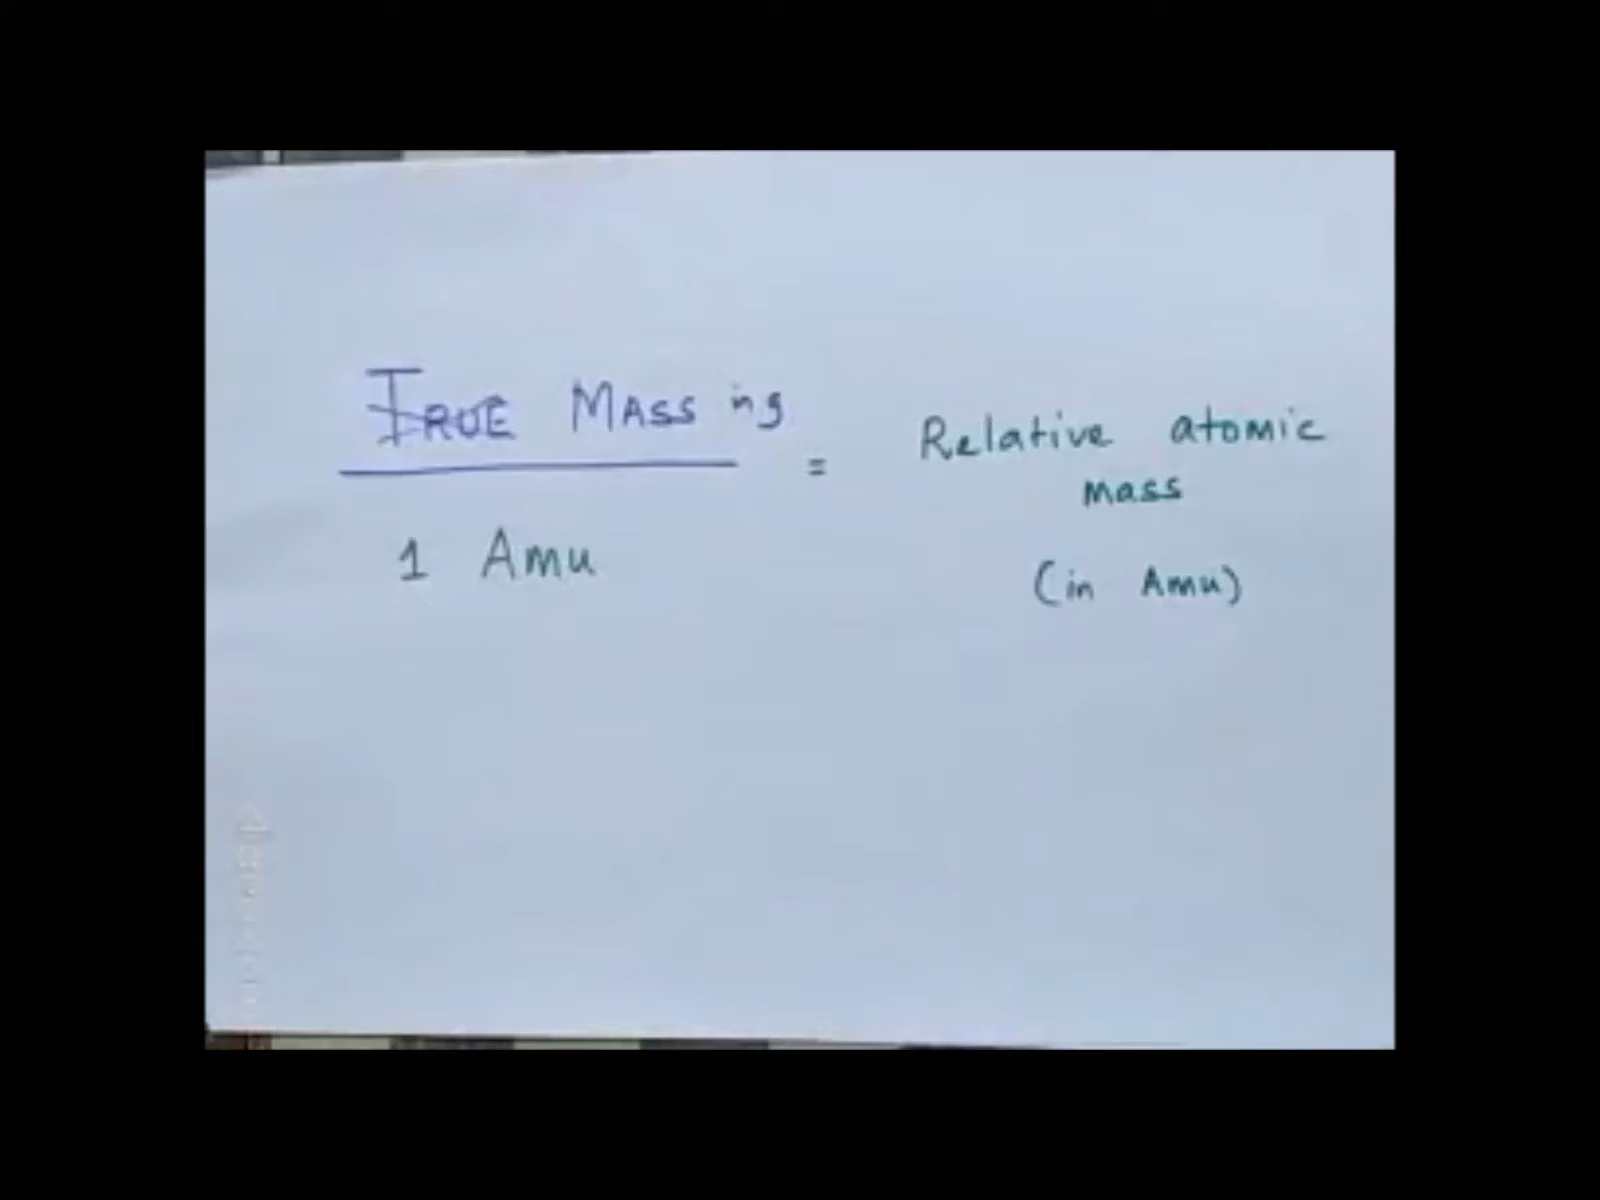 TRUE MASS in g
1 Amu
=
Relative atomic
mass
(in Amu)